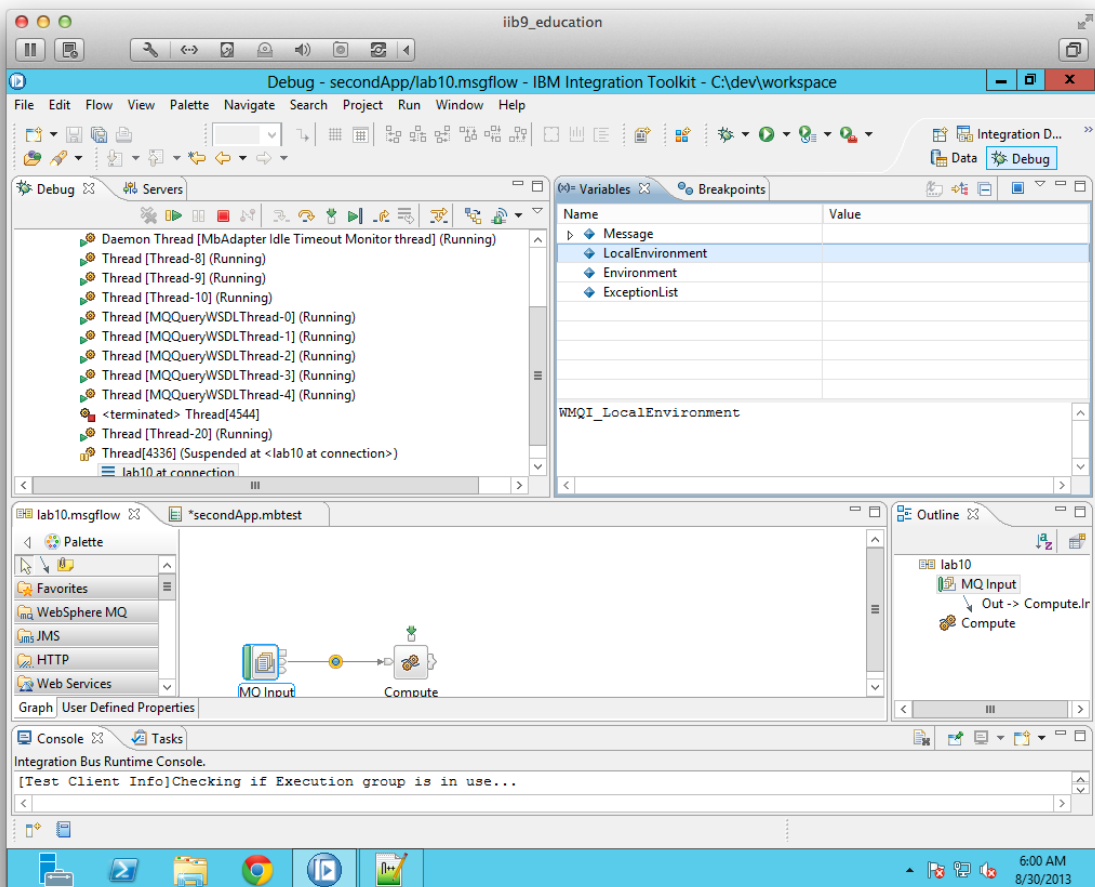 iib9_education
Debug - secondApp/lab10.msgflow - IBM Integration Toolkit - C:\dev\workspace
File Edit Flow View Palette Navigate Search Project Run Window Help
Integration D...
Data Debug
Debug Servers
Daemon Thread [MbAdapter Idle Timeout Monitor thread] (Running)
Thread [Thread-8] (Running)
Thread [Thread-9] (Running)
Thread [Thread-10] (Running)
Thread [MQQueryWSDLThread-0] (Running)
Thread [MQQueryWSDLThread-1] (Running)
Thread [MQQueryWSDLThread-2] (Running)
Thread [MQQueryWSDLThread-3] (Running)
Thread [MQQueryWSDLThread-4] (Running)
<terminated> Thread[4544]
Thread [Thread-20] (Running)
Thread[4336] (Suspended at <lab10 at connection>)
lab10 at connection
(x)= Variables Breakpoints
Name Value
Message
LocalEnvironment
Environment
ExceptionList
WMQI_LocalEnvironment
lab10.msgflow *secondApp.mbtest
Palette
Favorites
WebSphere MQ
JMS
HTTP
Web Services
MQ Input Compute
Graph User Defined Properties
Outline
lab10
MQ Input
Out -> Compute.In
Compute
Console Tasks
Integration Bus Runtime Console.
[Test Client Info]Checking if Execution group is in use...
6:00 AM
8/30/2013